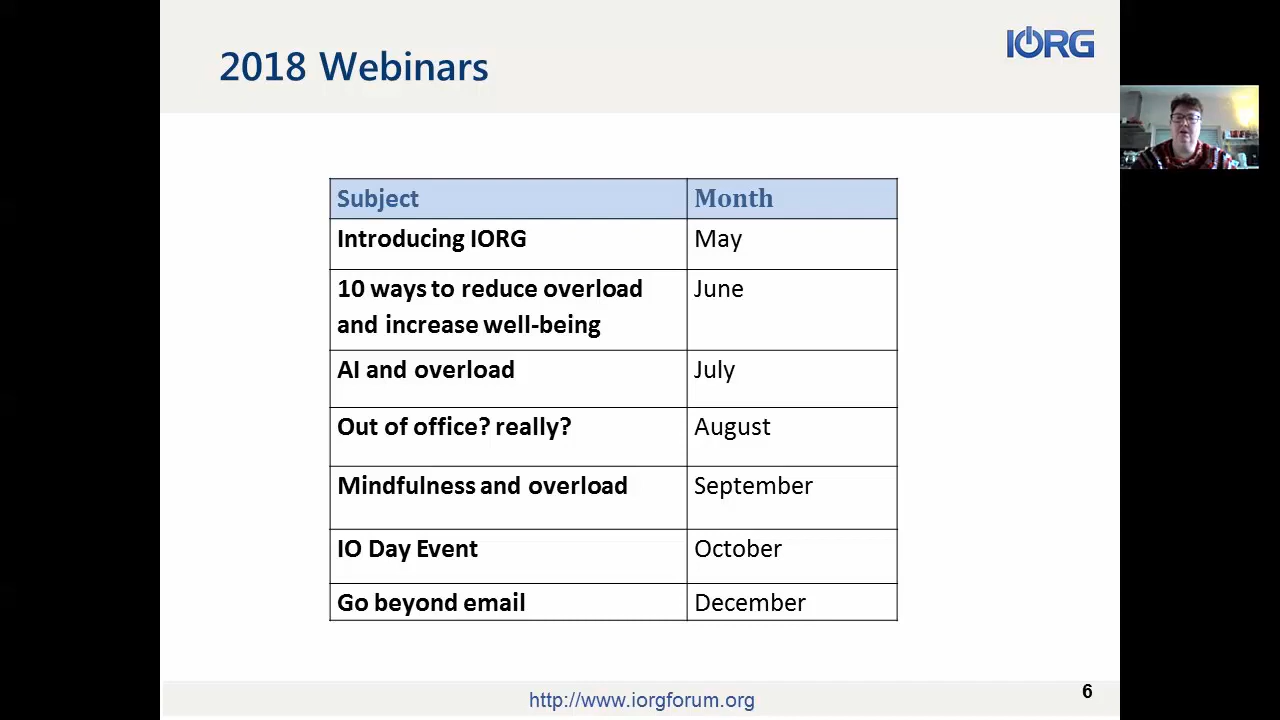 2018 Webinars
IORG
Subject Month
Introducing IORG May
10 ways to reduce overload June
and increase well-being
AI and overload July
Out of office? really? August
Mindfulness and overload September
IO Day Event October
Go beyond email December
http://www.iorgforum.org
6